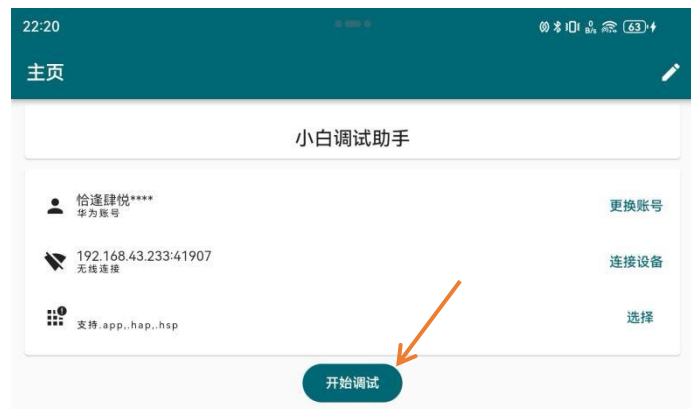 22:20
63
主页
小白调试助手
恰逢肆悦****
华为账号
更换账号
192.168.43.233:41907
无线连接
连接设备
支持.app,.hap,.hsp
选择
开始调试